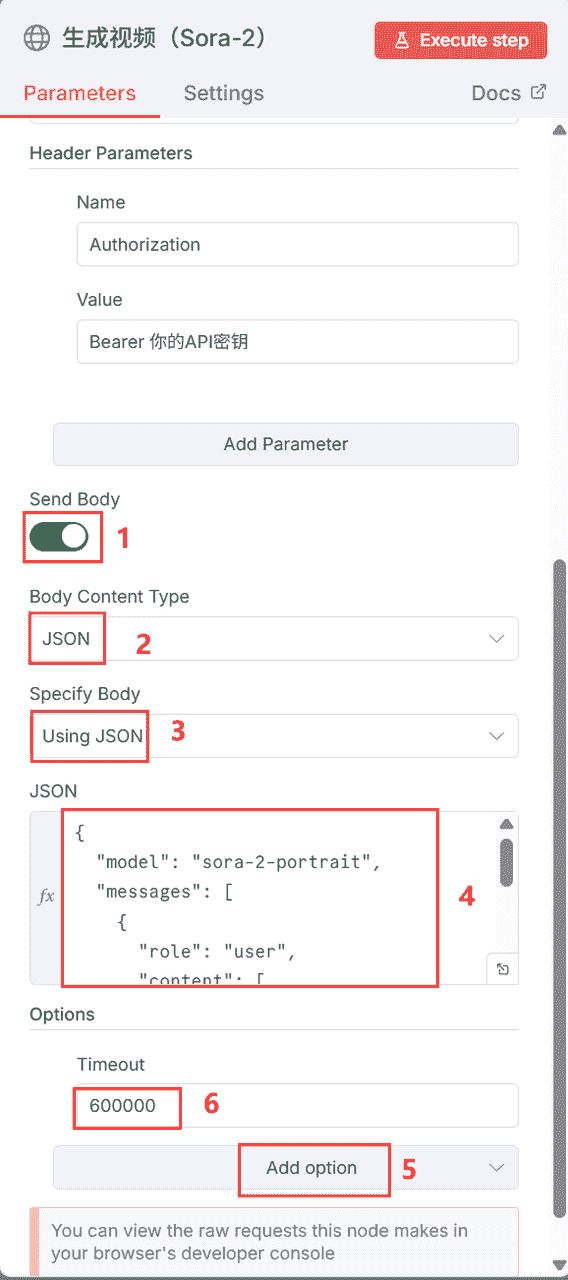 生成视频（Sora-2）
Execute step
Parameters
Settings
Docs
Header Parameters
Name
Authorization
Value
Bearer 你的API密钥
Add Parameter
Send Body
1
Body Content Type
JSON
2
Specify Body
Using JSON
3
JSON
fx
{
"model": "sora-2-portrait",
"messages": [
{
"role": "user",
"content": [
4
Options
Timeout
600000
6
Add option
5
You can view the raw requests this node makes in
your browser's developer console